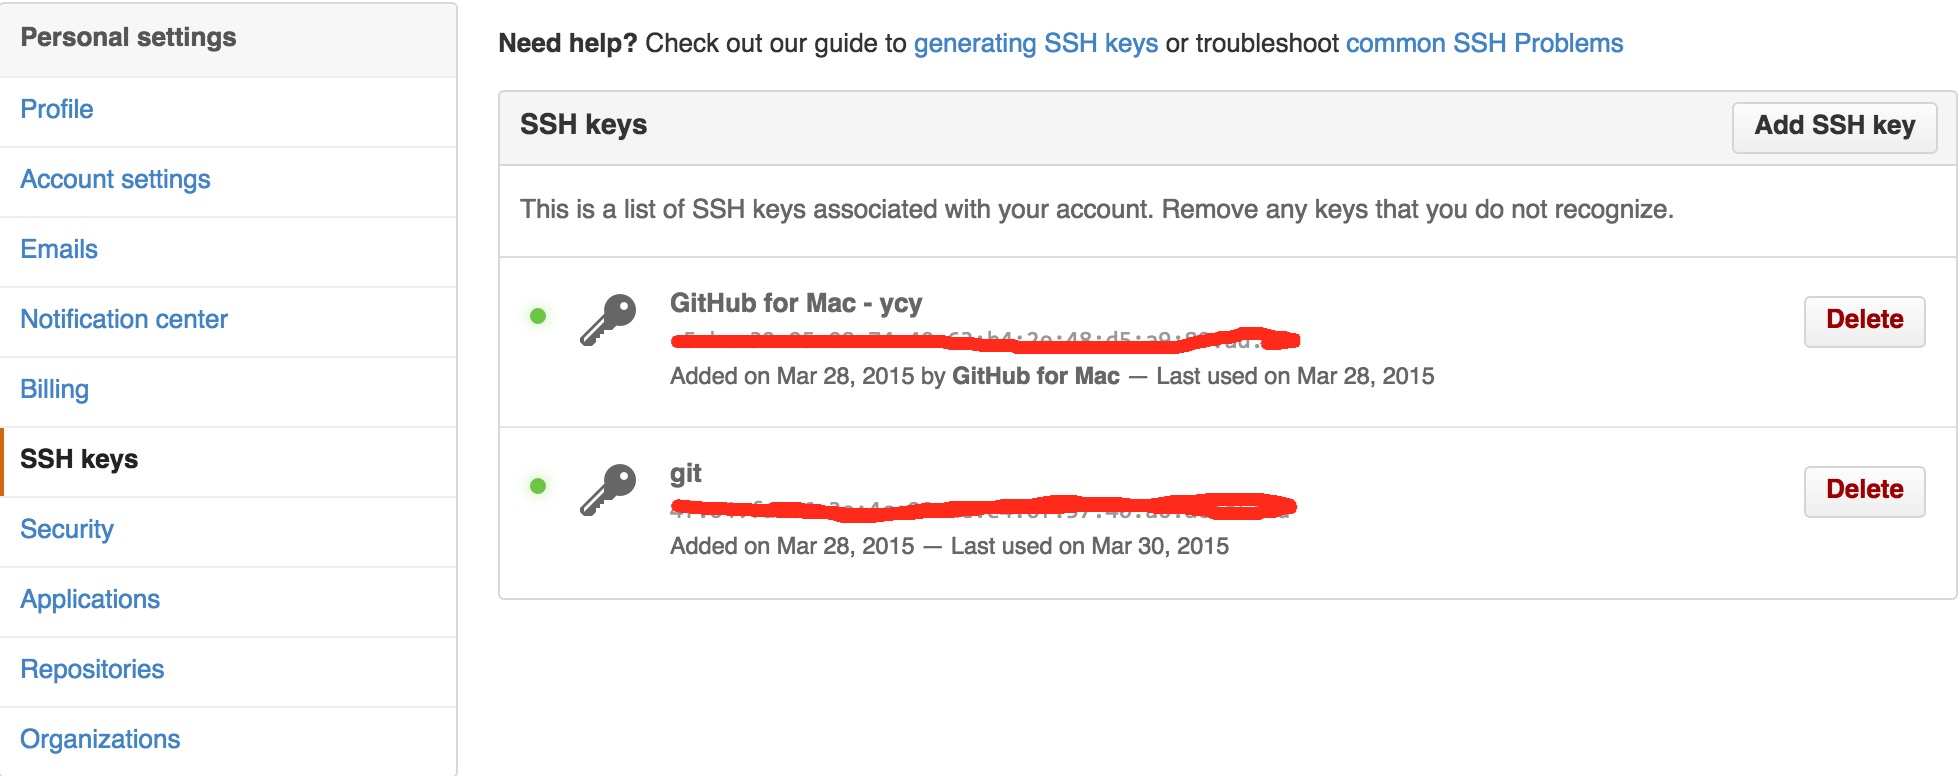 Personal settings
Profile
Account settings
Emails
Notification center
Billing
SSH keys
Security
Applications
Repositories
Organizations
Need help? Check out our guide to generating SSH keys or troubleshoot common SSH Problems
SSH keys
Add SSH key
This is a list of SSH keys associated with your account. Remove any keys that you do not recognize.
GitHub for Mac - ycy
Added on Mar 28, 2015 by GitHub for Mac — Last used on Mar 28, 2015
Delete
git
Added on Mar 28, 2015 — Last used on Mar 30, 2015
Delete